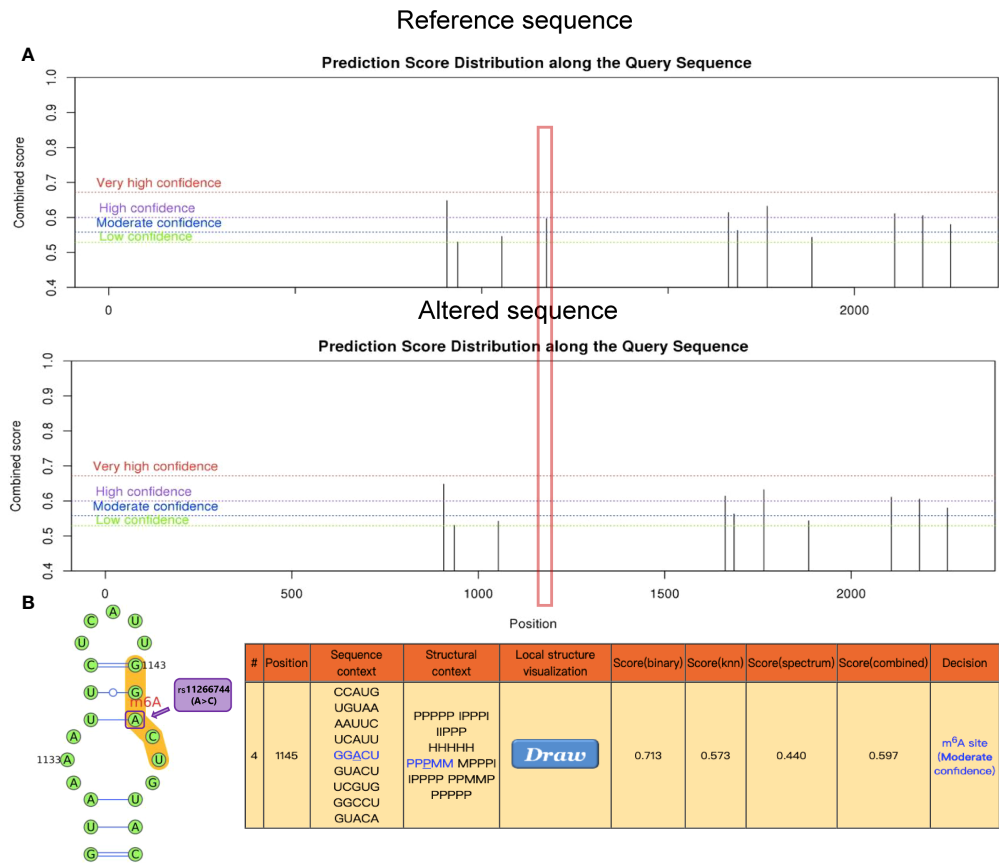 Reference sequence
A
Prediction Score Distribution along the Query Sequence
Combined score
1.0
0.9
0.8
0.7
0.6
0.5
0.4
Very high confidence
High confidence
Moderate confidence
Low confidence
0
2000
Altered sequence
Prediction Score Distribution along the Query Sequence
Combined score
1.0
0.9
0.8
0.7
0.6
0.5
0.4
Very high confidence
High confidence
Moderate confidence
Low confidence
0 500 1000 1500 2000
Position
B
A
C U
U U
C G 1143
U G
m6A
rs11266744
(A>C)
U A
A C
1133 A U
A G
A U
U A
G C
# Position Sequence context Structural context Local structure visualization Score(binary) Score(knn) Score(spectrum) Score(combined) Decision
4
1145
CCAUG
UGUAA
AAUUC
UCAUU
GGACU
GUACU
UCGUG
GGCCU
GUACA
PPPPP IPPPI
IIPPP
HHHHH
PPPMM MPPPI
IPPPP PPMMP
PPPPP
Draw
0.713
0.573
0.440
0.597
m⁶A site
(Moderate
confidence)